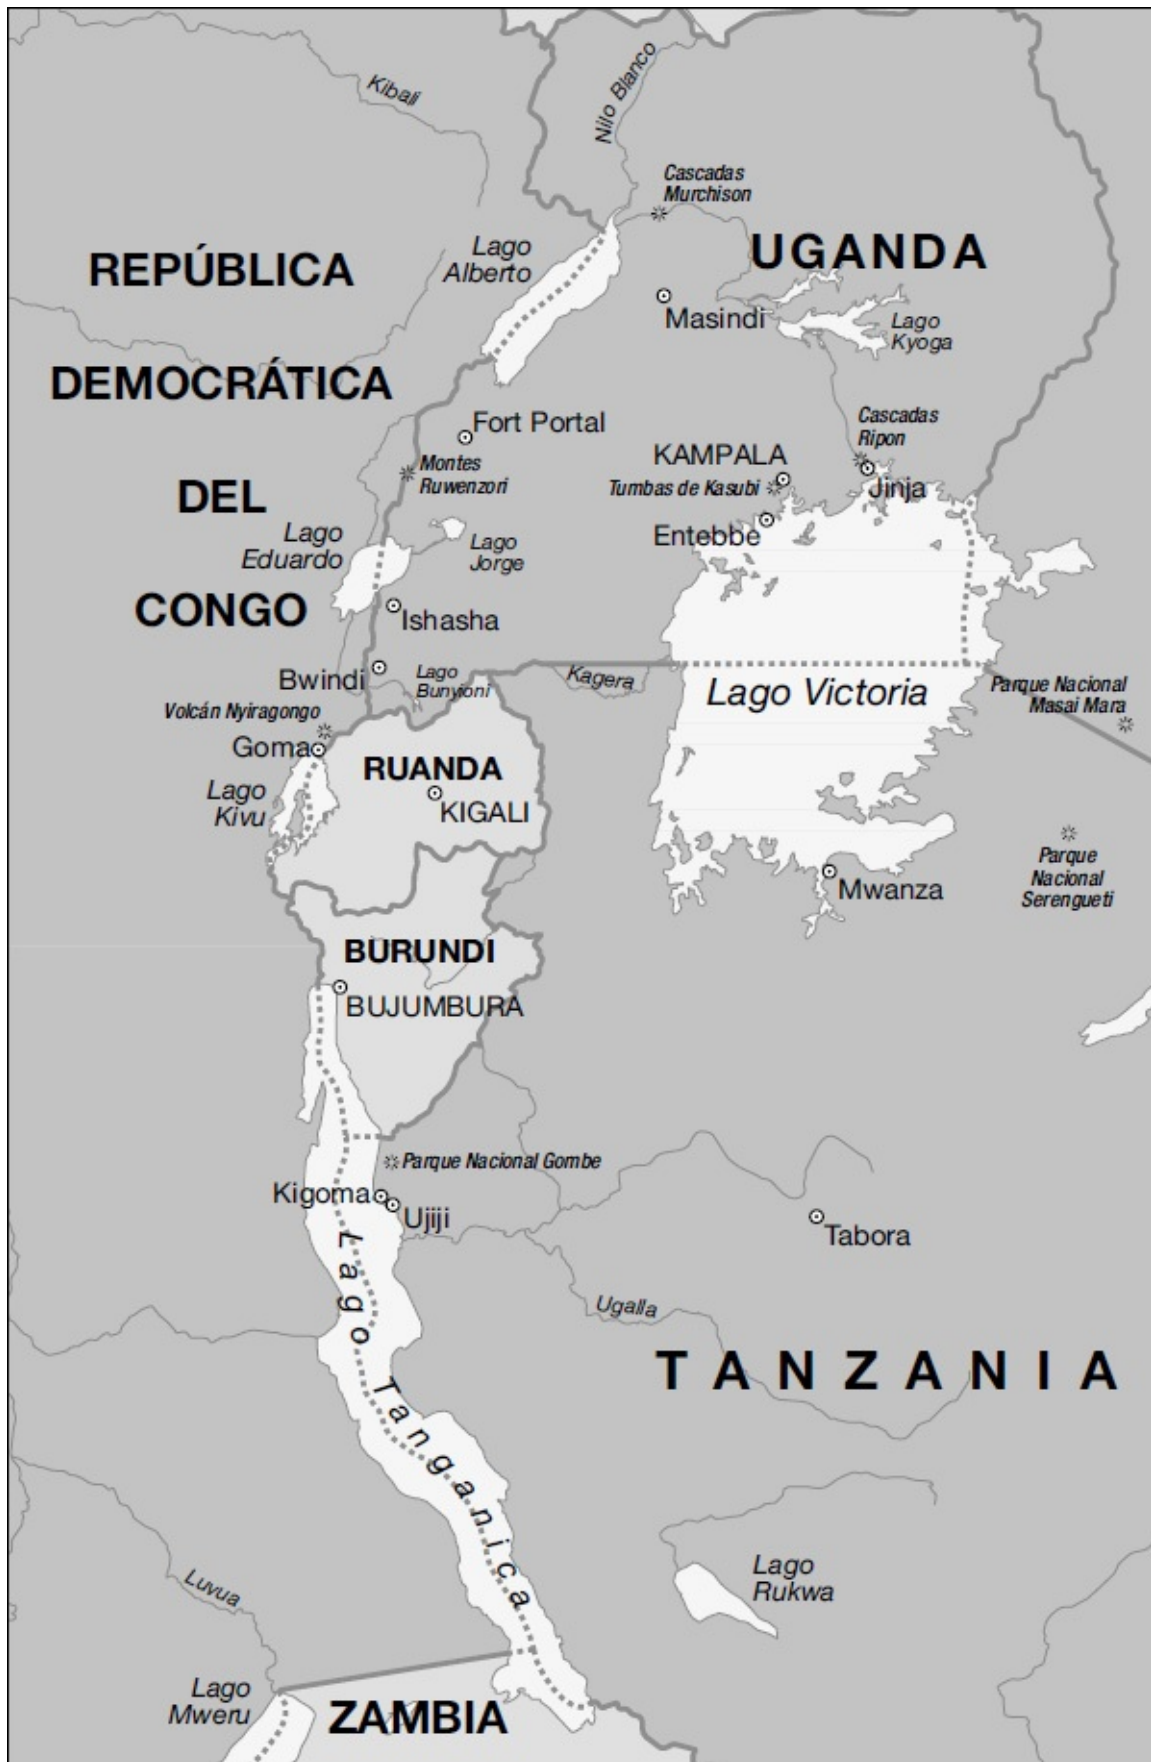 Kibali
Nilo Blanco
Cascadas
Murchison
UGANDA
REPÚBLICA
Lago
Alberto
Masindi
Lago
Kyoga
DEMOCRÁTICA
Fort Portal
Cascadas
Ripon
KAMPALA
Montes
Ruwenzori
Tumbas de Kasubi
Jinja
DEL
Lago
Eduardo
Entebbe
Lago
Jorge
CONGO
Ishasha
Bwindi
Lago
Bunyioni
Kagera
Lago Victoria
Parque Nacional
Masai Mara
Volcán Nyiragongo
Goma
RUANDA
Lago
Kivu
KIGALI
Parque
Nacional
Serengueti
Mwanza
BURUNDI
BUJUMBURA
Parque Nacional Gombe
Kigoma
Ujiji
Tabora
Lago Tanganica
Ugalla
TANZANIA
Lago
Rukwa
Luvua
Lago
Mweru
ZAMBIA